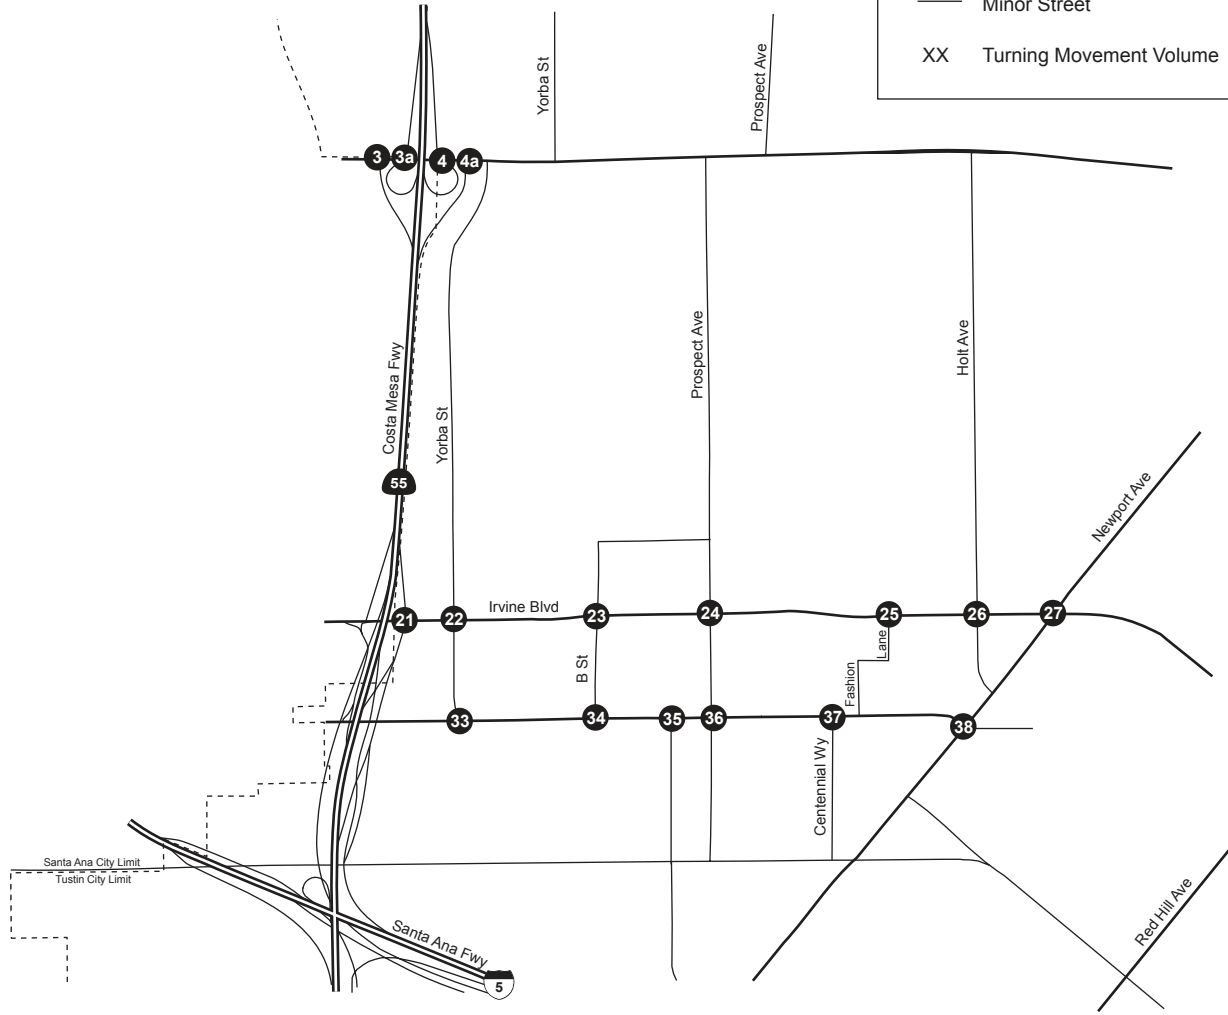 Minor Street
XX Turning Movement Volume
Yorba St
Prospect Ave
3
3a
4
4a
Costa Mesa Fwy
Yorba St
Prospect Ave
Holt Ave
Newport Ave
55
21
22
Irvine Blvd
23
24
25
26
27
B St
Fashion
Lane
33
34
35
36
37
38
Centennial Wy
Santa Ana City Limit
Tustin City Limit
Santa Ana Fwy
5
Red Hill Ave